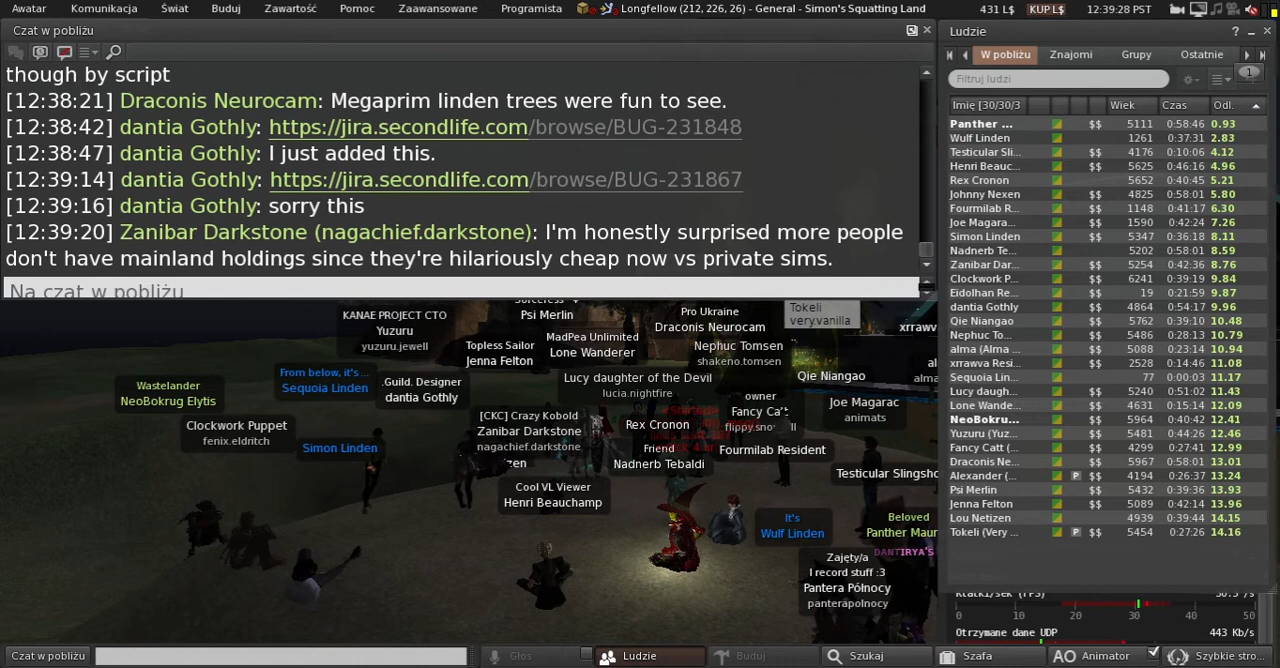 Awatar Komunikacja Świat Buduj Zawartość Pomoc Zaawansowane Programista Longfellow (212, 226, 26) - General - Simon's Squatting Land 431 L$ KUP L$ 12:39:28 PST
Czat w pobliżu
though by script
[12:38:21] Draconis Neurocam: Megaprim linden trees were fun to see.
[12:38:42] dantia Gothly: https://jira.secondlife.com/browse/BUG-231848
[12:38:47] dantia Gothly: I just added this.
[12:39:14] dantia Gothly: https://jira.secondlife.com/browse/BUG-231867
[12:39:16] dantia Gothly: sorry this
[12:39:20] Zanibar Darkstone (nagachief.darkstone): I'm honestly surprised more people
don't have mainland holdings since they're hilariously cheap now vs private sims.
Na czat w pobliżu
Ludzie
W pobliżu Znajomi Grupy Ostatnie
Filtruj ludzi
1
Imię [30/30/3 Wiek Czas Odl.
Panther ... $$ 5111 0:58:46 0.93
Wulf Linden 1261 0:37:31 2.83
Testicular Sli... $$ 4176 0:10:06 4.12
Henri Beauc... $$ 5625 0:46:16 4.96
Rex Cronon 5652 0:40:45 5.21
Johnny Nexen $$ 4825 0:58:01 5.80
Fourmilab R... $$ 1148 0:41:17 6.30
Joe Magara... $$ 1590 0:42:24 7.26
Simon Linden $$ 5347 0:36:18 8.11
Nadnerb Te... 5202 0:58:01 8.59
Zanibar Dar... $$ 5254 0:42:36 8.76
Clockwork P... $$ 6241 0:39:19 9.84
Eidolhan Re... $$ 19 0:21:59 9.87
dantia Gothly $$ 4864 0:54:17 9.96
Qie Niangao $$ 5762 0:39:10 10.48
Nephuc To... $$ 5486 0:28:13 10.79
alma (Alma ... $$ 5088 0:23:14 10.94
xrrawva Resi... $$ 2528 0:14:46 11.08
Sequoia Lin... 77 0:00:03 11.17
Lucy daugh... $$ 5240 0:51:02 11.43
Lone Wande... $$ 4631 0:15:14 12.09
NeoBokru... $$ 5964 0:40:42 12.41
Yuzuru (Yuz... $$ 5481 0:44:26 12.46
Fancy Catt (... $$ 4299 0:27:41 12.99
Draconis Ne... $$ 5967 0:58:01 13.01
Alexander (... P $$ 4194 0:26:37 13.24
Psi Merlin $$ 5432 0:39:36 13.93
Jenna Felton $$ 5089 0:42:14 13.96
Lou Netizen 4939 0:39:44 14.15
Tokeli (Very ... P $$ 5454 0:27:26 14.16
Klatki/sek (FPS)
0 10 20 30 40 50
Otrzymane dane UDP 443 Kb/s
Sorceress
Psi Merlin
KANAE PROJECT CTO
Yuzuru
yuzuru.jewell
Topless Sailor
Jenna Felton
MadPea Unlimited
Lone Wanderer
Pro Ukraine
Draconis Neurocam
Tokeli
very.vanilla
xrrawv
Nephuc Tomsen
shakeno.tomsen
Qie Niangao
al
alma
Wastelander
NeoBokrug Elytis
From below, it's ...
Sequoia Linden
.Guild. Designer
dantia Gothly
Lucy daughter of the Devil
lucia.nightfire
owner
Fancy Ca
flippy.sno
Joe Magarac
animats
Clockwork Puppet
fenix.eldritch
Simon Linden
[CKC] Crazy Kobold
Zanibar Darkstone
nagachief.darkstone
Rex Cronon
Friend
Nadnerb Tebaldi
Fourmilab Resident
Testicular Slingsho
Cool VL Viewer
Henri Beauchamp
It's
Wulf Linden
Beloved
Panther Maur
DANTIRYA'S
Zajęty/a
I record stuff :3
Pantera Północy
panterapolnocy
Czat w pobliżu Głos Ludzie Buduj Szukaj Szafa AO Animator Szybkie stro...